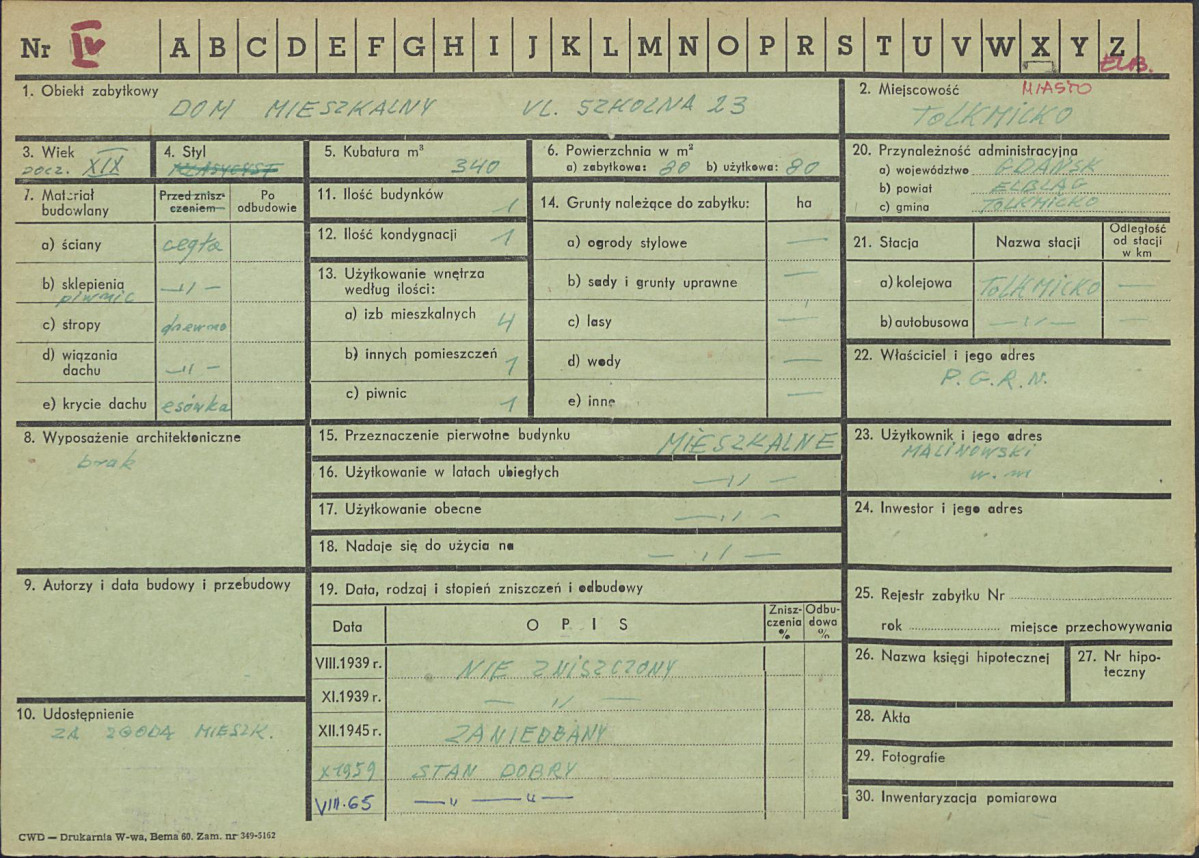 Nr IV A B C D E F G H I J K L M N O P R S T U V W X Y Z
ELB.
1. Obiekt zabytkowy
DOM MIESZKALNY UL. SZKOLNA 23
2. Miejscowość MIASTO
TOLKMICKO
3. Wiek
pocz. XIX
4. Styl
KLASYCYST
5. Kubatura m³
340
6. Powierzchnia w m²
a) zabytkowa: 80 b) użytkowa: 80
20. Przynależność administracyjna
a) województwo GDAŃSK
b) powiat ELBLĄG
c) gmina TOLKMICKO
7. Materiał budowlany
Przed zniszczeniem
Po odbudowie
a) ściany cegła
b) sklepienia piwnic —〃—
c) stropy drewno
d) wiązania dachu —〃—
e) krycie dachu esówka
11. Ilość budynków 1
12. Ilość kondygnacji 1
13. Użytkowanie wnętrza
według ilości:
a) izb mieszkalnych 4
b) innych pomieszczeń 1
c) piwnic 1
14. Grunty należące do zabytku: ha
a) ogrody stylowe —
b) sady i grunty uprawne —
c) lasy —
d) wody —
e) inne —
21. Stacja Nazwa stacji Odległość od stacji w km
a) kolejowa TOLKMICKO —
b) autobusowa —〃— —
22. Właściciel i jego adres
P.G.R.N.
8. Wyposażenie architektoniczne
brak
15. Przeznaczenie pierwotne budynku MIESZKALNE
16. Użytkowanie w latach ubiegłych —〃—
17. Użytkowanie obecne —〃—
18. Nadaje się do użycia na —〃—
23. Użytkownik i jego adres
MALINOWSKI
w. m
24. Inwestor i jego adres
9. Autorzy i data budowy i przebudowy
19. Data, rodzaj i stopień zniszczeń i odbudowy
Data OPIS Zniszczenia % Odbudowa %
VIII.1939 r. NIE ZNISZCZONY
XI.1939 r. —〃—
XII.1945 r. ZANIEDBANY
X 1959 STAN DOBRY
VIII.65 —〃— 〃—
25. Rejestr zabytku Nr
rok miejsce przechowywania
26. Nazwa księgi hipotecznej
27. Nr hipoteczny
10. Udostępnienie
ZA ZGODĄ MIESZK.
28. Akta
29. Fotografie
30. Inwentaryzacja pomiarowa
CWD — Drukarnia W-wa, Bema 60. Zam. nr 349-5162